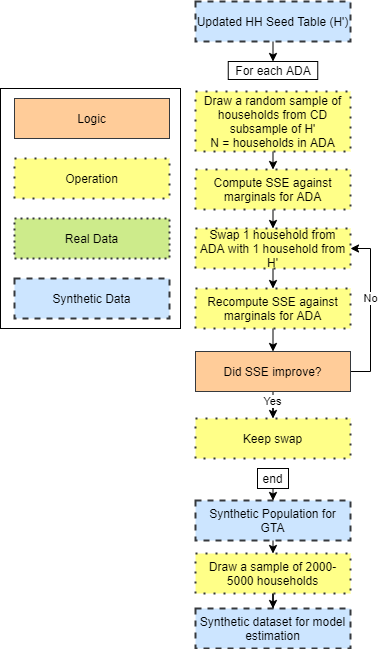 Updated HH Seed Table (H')
For each ADA
Draw a random sample of
households from CD
subsample of H'
N = households in ADA
Logic
Operation
Real Data
Synthetic Data
Compute SSE against
marginals for ADA
Swap 1 household from
ADA with 1 household from
H'
Recompute SSE against
marginals for ADA
No
Did SSE improve?
Yes
Keep swap
end
Synthetic Population for
GTA
Draw a sample of 2000-
5000 households
Synthetic dataset for model
estimation